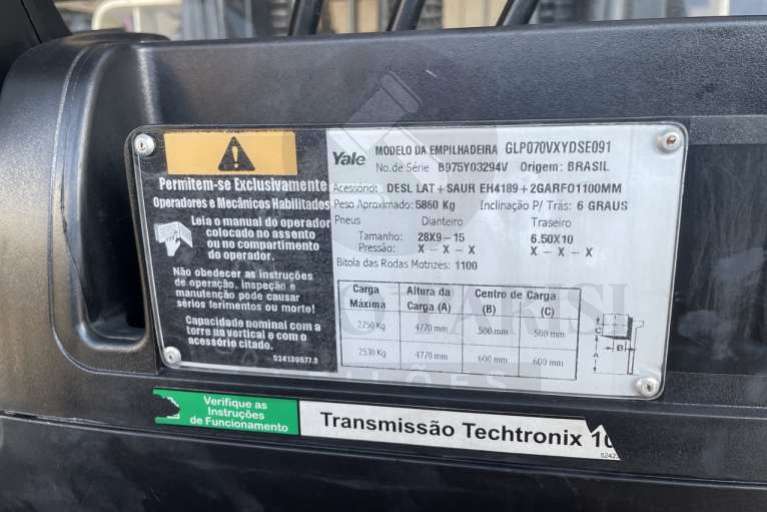 Permitem-se Exclusivamente
Operadores e Mecânicos Habilitados
Leia o manual do operador
colocado no assento
ou no compartimento
do operador.
Não obedecer as instruções
de operação, inspeção e
manutenção pode causar
sérios ferimentos ou morte!
Capacidade nominal com a
torre na vertical e com o
acessório citado.
Yale MODELO DA EMPILHADEIRA GLP070VXYDSE091
No.de Série B975Y03294V Origem: BRASIL
Acessório: DESL LAT+SAUR EH4189+2GARFO1100MM
Peso Aproximado: 5860 Kg Inclinação P/ Trás: 6 GRAUS
Pneus Dianteiro Traseiro
Tamanho: 28X9-15 6.50X10
Pressão: X - X - X X - X - X
Bitola das Rodas Motrizes: 1100
Carga Máxima Altura da Carga (A) Centro de Carga (B) (C)
2250 Kg 4770 mm 500 mm 500 mm
2530 Kg 4770 mm 600 mm 600 mm
C
B
A
Verifique as
Instruções
de Funcionamento
Transmissão Techtronix